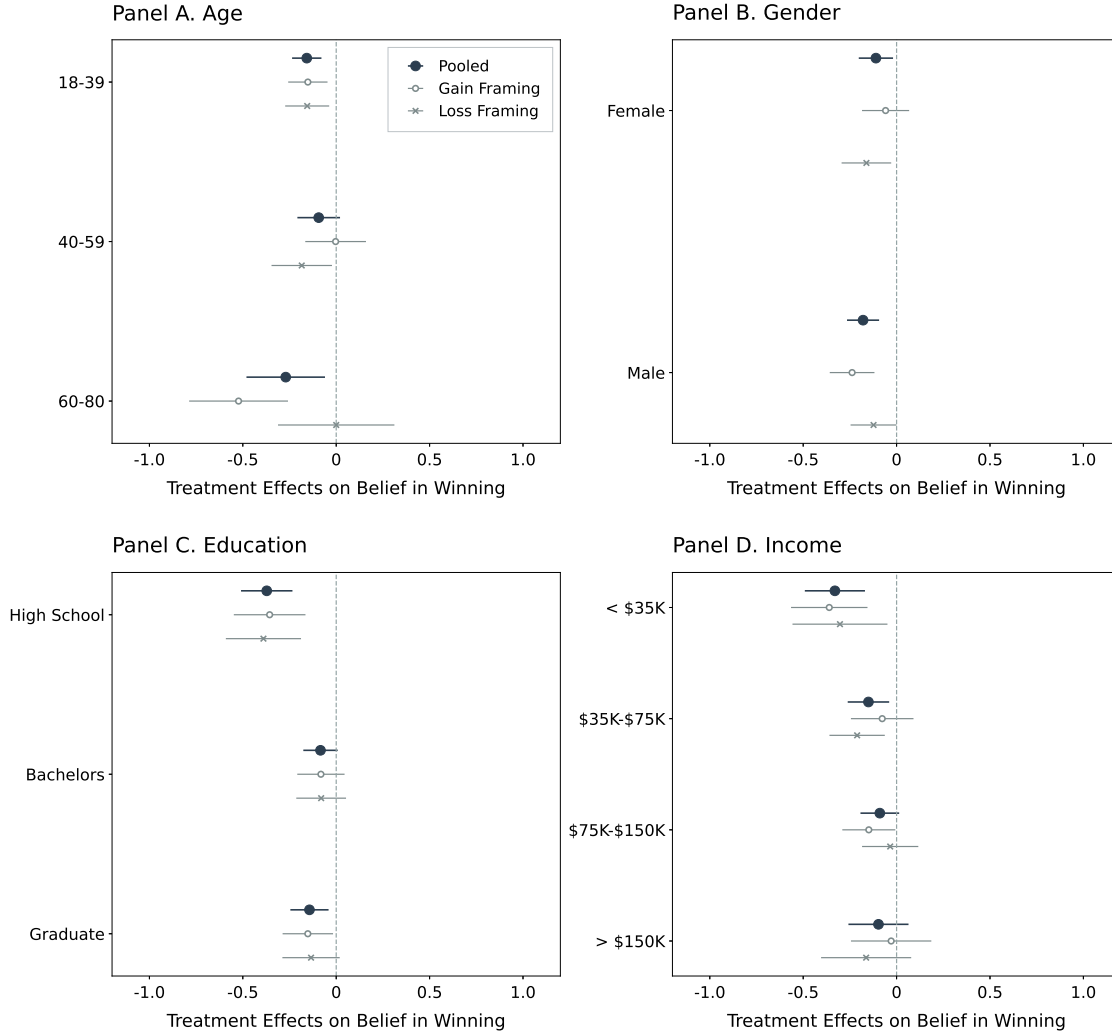 Panel A. Age
Pooled
Gain Framing
Loss Framing
18-39
40-59
60-80
-1.0 -0.5 0 0.5 1.0
Treatment Effects on Belief in Winning
Panel B. Gender
Female
Male
-1.0 -0.5 0 0.5 1.0
Treatment Effects on Belief in Winning
Panel C. Education
High School
Bachelors
Graduate
-1.0 -0.5 0 0.5 1.0
Treatment Effects on Belief in Winning
Panel D. Income
< $35K
$35K-$75K
$75K-$150K
> $150K
-1.0 -0.5 0 0.5 1.0
Treatment Effects on Belief in Winning